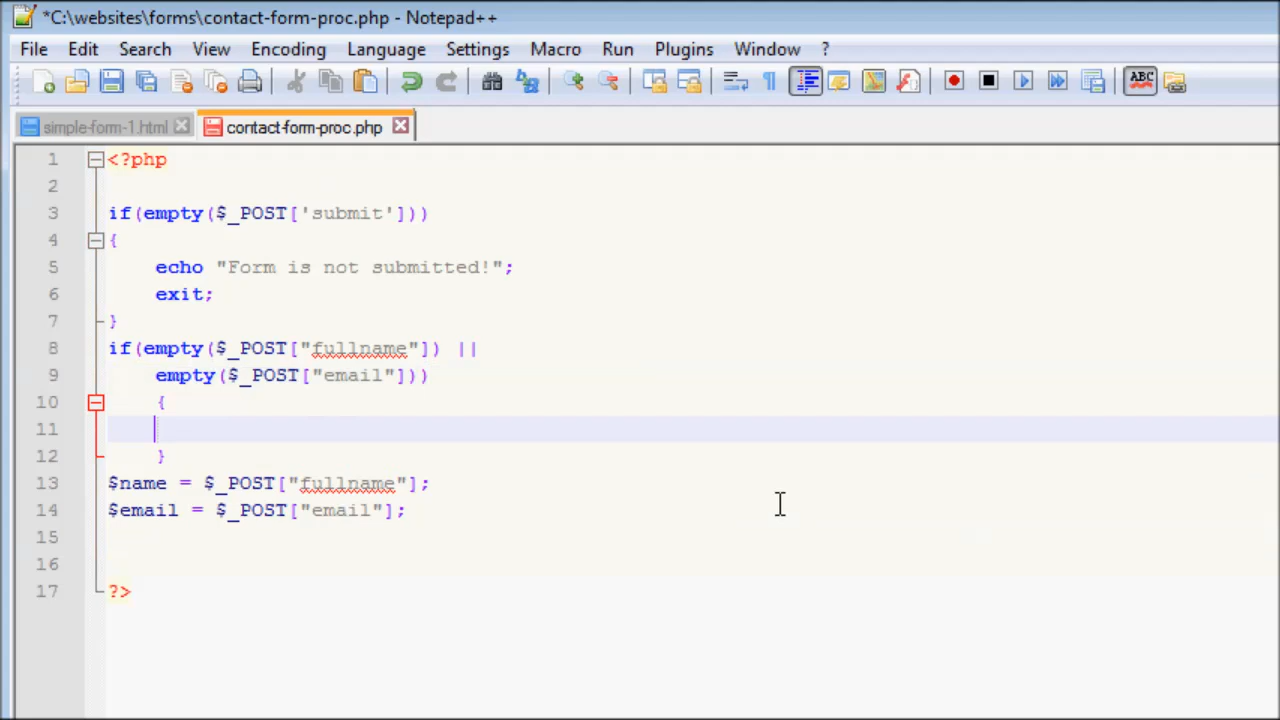 *C:\websites\forms\contact-form-proc.php - Notepad++
File Edit Search View Encoding Language Settings Macro Run Plugins Window ?
ABC
simple-form-1.html contact-form-proc.php
1 <?php
2
3 if(empty($_POST['submit']))
4 {
5 echo "Form is not submitted!";
6 exit;
7 }
8 if(empty($_POST["fullname"]) ||
9 empty($_POST["email"]))
10 {
11
12 }
13 $name = $_POST["fullname"];
14 $email = $_POST["email"];
15
16
17 ?>